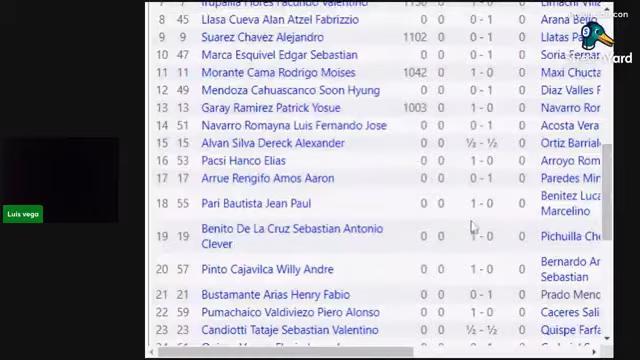 8 45 Llasa Cueva Alan Atzel Fabrizzio 0 0 0 - 1 0 Arana Bejjo
9 9 Suarez Chavez Alejandro 1102 0 0 - 1 0 Llatas
10 47 Marca Esquivel Edgar Sebastian 0 0 0 - 1 0 Soria Fernan
11 11 Morante Cama Rodrigo Moises 1042 0 1 - 0 0 Maxi Chucta
12 49 Mendoza Cahuascanco Soon Hyung 0 0 0 - 1 0 Diaz Valles F
13 13 Garay Ramirez Patrick Yosue 1003 0 1 - 0 0 Navarro Ror
14 51 Navarro Romayna Luis Fernando Jose 0 0 0 - 1 0 Acosta Vera
15 15 Alvan Silva Dereck Alexander 0 0 ½ - ½ 0 Ortiz Barrial
16 53 Pacsi Hanco Elias 0 0 1 - 0 0 Arroyo Rom
17 17 Arrue Rengifo Amos Aaron 0 0 0 - 1 0 Paredes Min
18 55 Pari Bautista Jean Paul 0 0 1 - 0 0 Benitez Luca
Marcelino
19 19 Benito De La Cruz Sebastian Antonio
Clever 0 0 1 - 0 0 Pichuilla Che
20 57 Pinto Cajavilca Willy Andre 0 0 1 - 0 0 Bernardo Ar
Sebastian
21 21 Bustamante Arias Henry Fabio 0 0 0 - 1 0 Prado Mend
22 59 Pumachaico Valdiviezo Piero Alonso 0 0 1 - 0 0 Caceres Sali
23 23 Candiotti Tataje Sebastian Valentino 0 0 ½ - ½ 0 Quispe Farfa
Luis vega